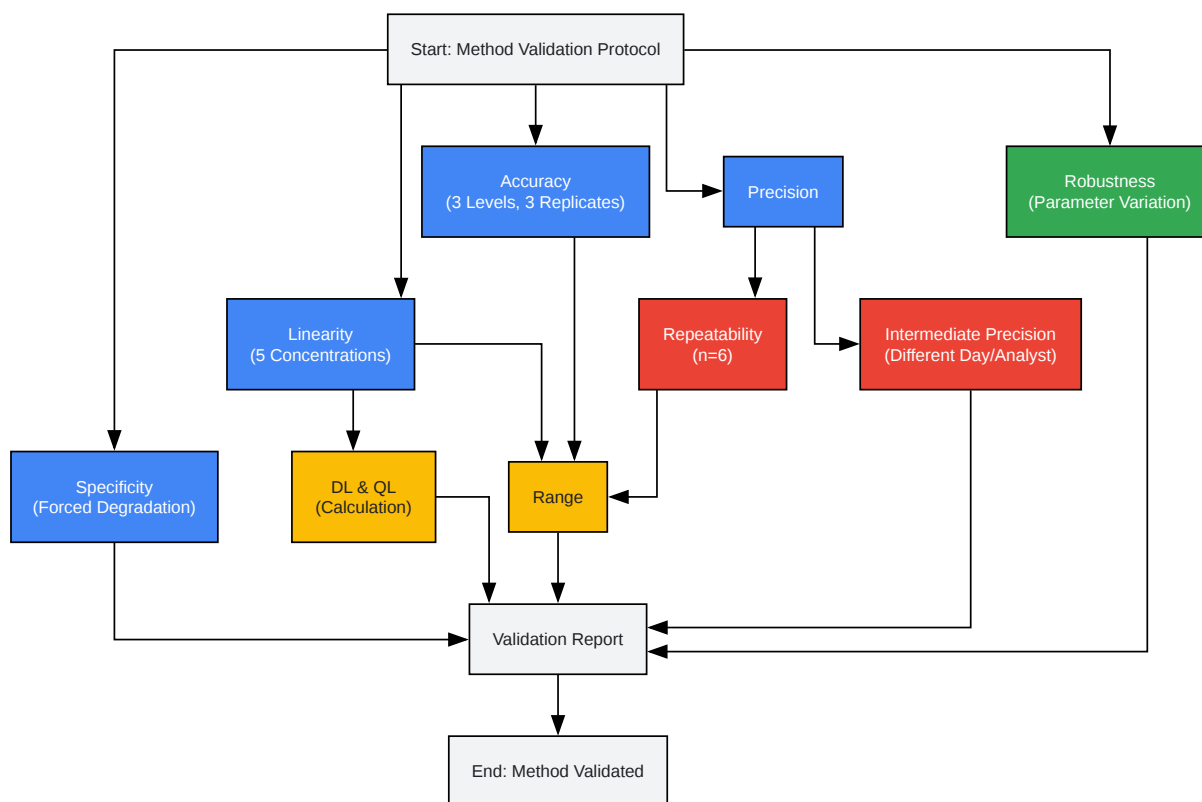 Start: Method Validation Protocol
Accuracy
(3 Levels, 3 Replicates)
Precision
Robustness
(Parameter Variation)
Linearity
(5 Concentrations)
Repeatability
(n=6)
Intermediate Precision
(Different Day/Analyst)
Specificity
(Forced Degradation)
DL & QL
(Calculation)
Range
Validation Report
End: Method Validated